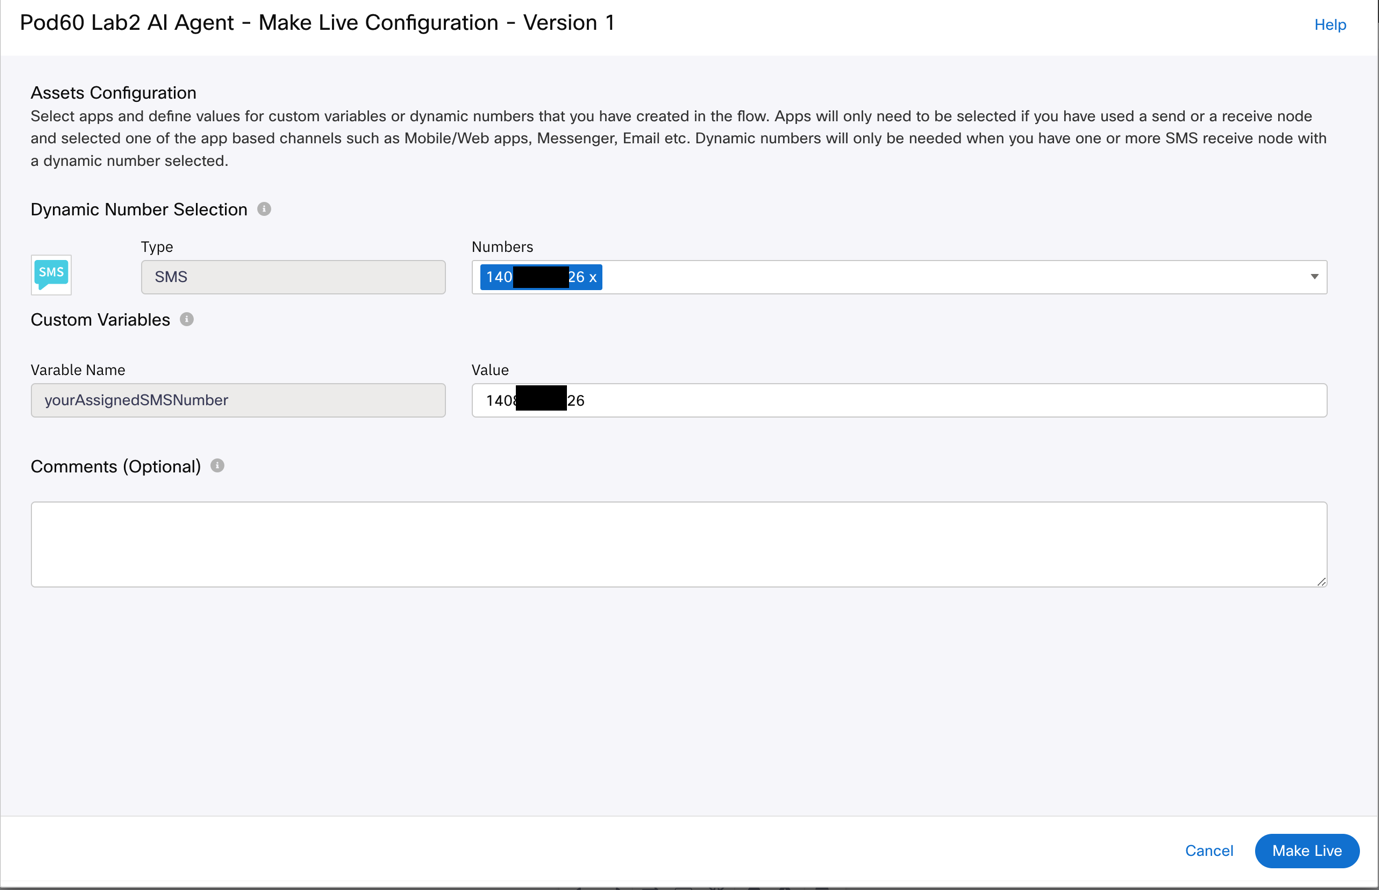 Pod60 Lab2 AI Agent - Make Live Configuration - Version 1
Help
Assets Configuration
Select apps and define values for custom variables or dynamic numbers that you have created in the flow. Apps will only need to be selected if you have used a send or a receive node
and selected one of the app based channels such as Mobile/Web apps, Messenger, Email etc. Dynamic numbers will only be needed when you have one or more SMS receive node with
a dynamic number selected.
Dynamic Number Selection
Type
Numbers
SMS
SMS
140 26 x
Custom Variables
Varable Name
Value
yourAssignedSMSNumber
1408 26
Comments (Optional)
Cancel
Make Live